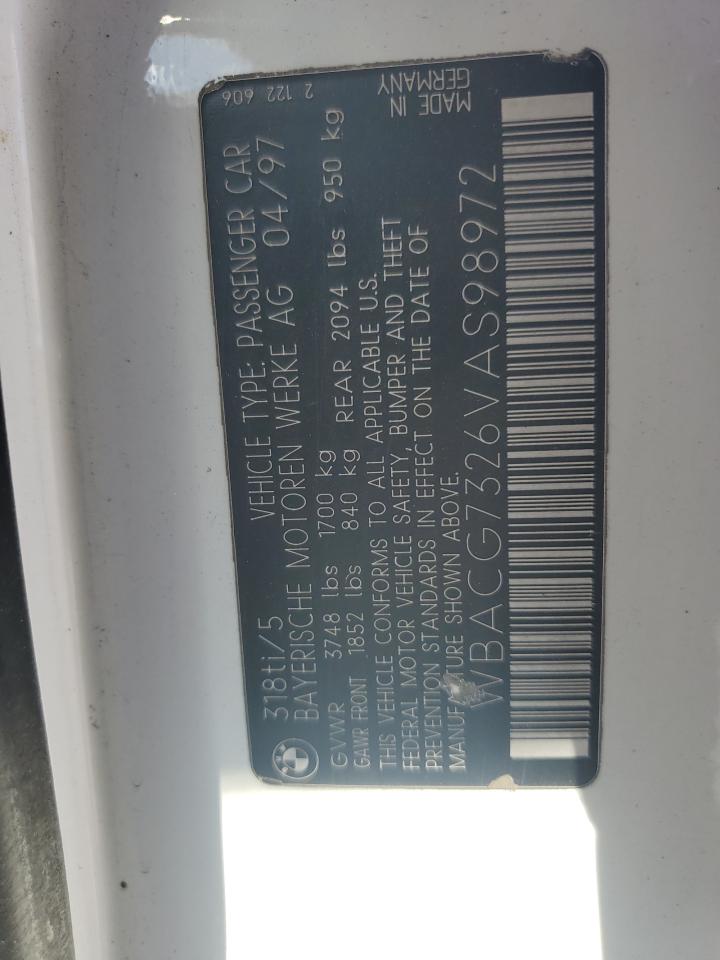 318ti/5 VEHICLE TYPE: PASSENGER CAR 2 122 606
BAYERISCHE MOTOREN WERKE AG 04/97
GVWR 3748 lbs 1700 kg
GAWR FRONT 1852 lbs 840 kg REAR 2094 lbs 950 kg
THIS VEHICLE CONFORMS TO ALL APPLICABLE U.S.
FEDERAL MOTOR VEHICLE SAFETY, BUMPER AND THEFT
PREVENTION STANDARDS IN EFFECT ON THE DATE OF
MANUFACTURE SHOWN ABOVE.
MADE IN
GERMANY
WBACG7326VAS98972